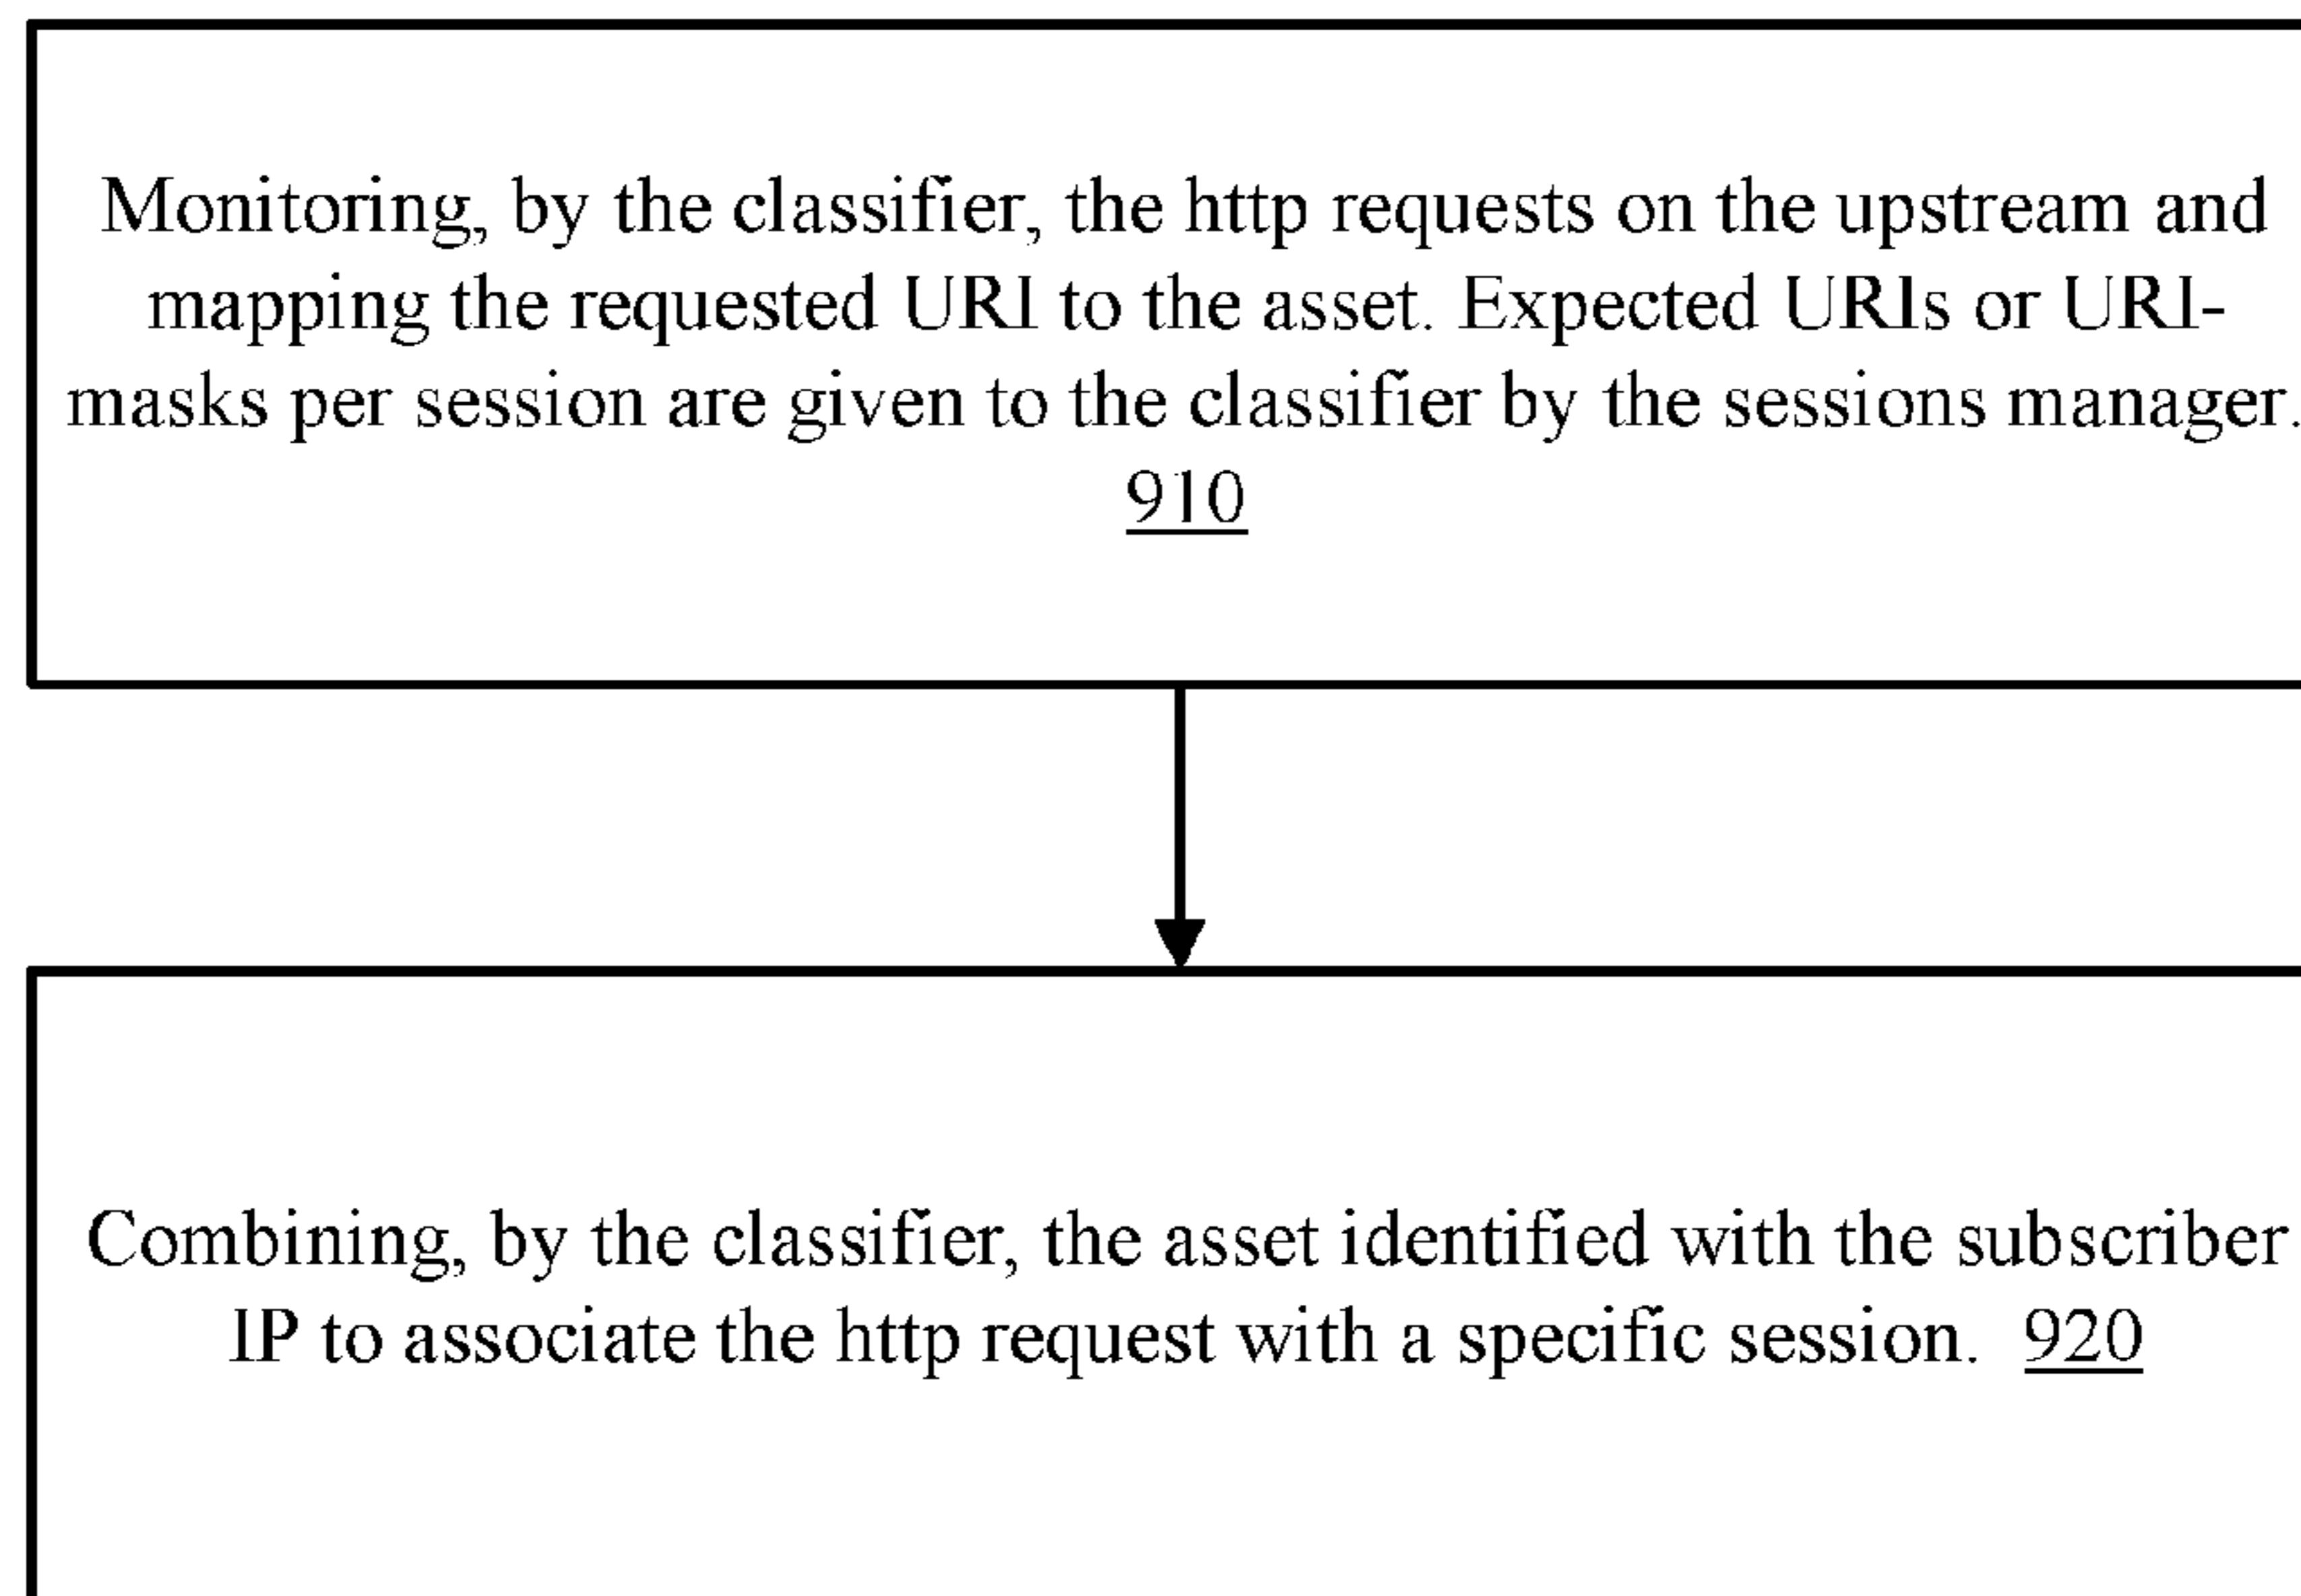 Monitoring, by the classifier, the http requests on the upstream and
mapping the requested URI to the asset. Expected URIs or URI-
masks per session are given to the classifier by the sessions manager.
910
Combining, by the classifier, the asset identified with the subscriber
IP to associate the http request with a specific session. 920